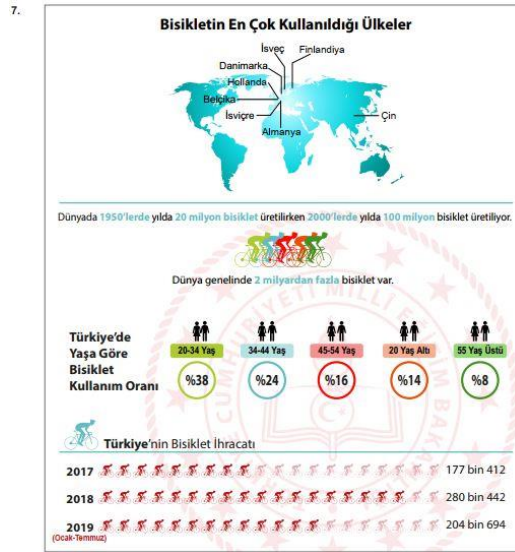 7.
Bisikletin En Çok Kullanıldığı Ülkeler
İsveç
Finlandiya
Danimarka
Hollanda
Belçika
İsviçre
Almanya
Çin
Dünyada 1950'lerde yılda 20 milyon bisiklet üretilirken 2000'lerde yılda 100 milyon bisiklet üretiliyor.
Dünya genelinde 2 milyardan fazla bisiklet var.
Türkiye'de
Yaşa Göre
Bisiklet
Kullanım Oranı
20-34 Yaş
34-44 Yaş
45-54 Yaş
20 Yaş Altı
55 Yaş Üstü
%38
%24
%16
%14
%8
Türkiye'nin Bisiklet İhracatı
2017
177 bin 412
2018
280 bin 442
2019
204 bin 694
(Ocak-Temmuz)